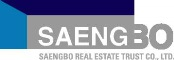 SAENGBO
SAENGBO REAL ESTATE TRUST CO., LTD.